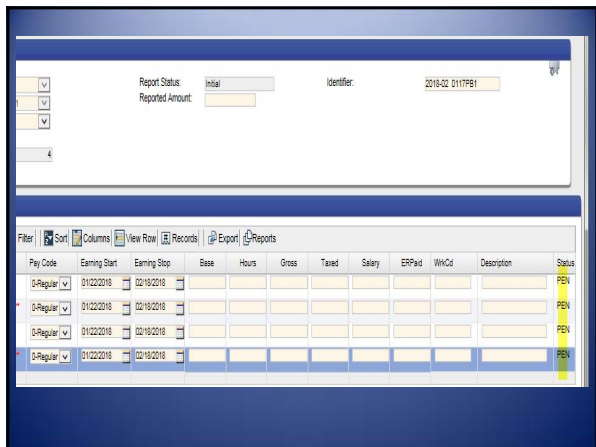 Report Status: Initial Identifier: 2018-02 0117PB1
Reported Amount:
4
Filter Sort Columns View Row Records Export Reports
Pay Code Earning Start Earning Stop Base Hours Gross Taxed Salary ERPaid WrkCd Description Status
0-Regular 01/22/2018 02/18/2018 PEN
0-Regular 01/22/2018 02/18/2018 PEN
0-Regular 01/22/2018 02/18/2018 PEN
0-Regular 01/22/2018 02/18/2018 PEN